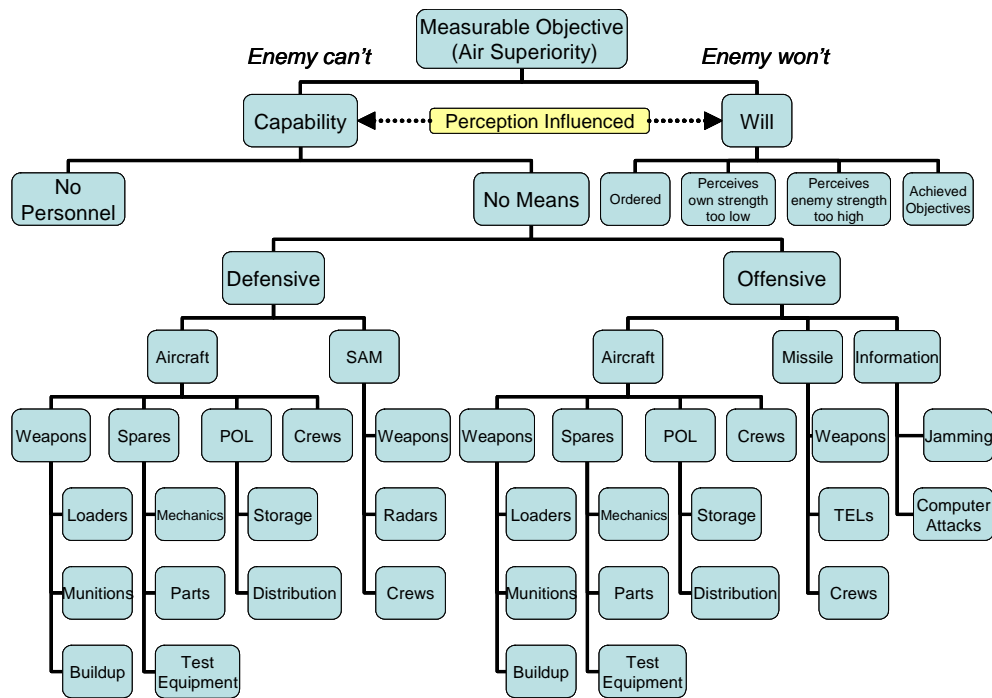 Measurable Objective
(Air Superiority)
Enemy can't
Enemy won't
Capability
Perception Influenced
Will
No
Personnel
No Means
Ordered
Perceives
own strength
too low
Perceives
enemy strength
too high
Achieved
Objectives
Defensive
Offensive
Aircraft
SAM
Aircraft
Missile
Information
Weapons
Spares
POL
Crews
Weapons
Weapons
Spares
POL
Crews
Weapons
Jamming
Loaders
Mechanics
Storage
Radars
Loaders
Mechanics
Storage
TELs
Computer
Attacks
Munitions
Parts
Distribution
Crews
Munitions
Parts
Distribution
Crews
Buildup
Test
Equipment
Buildup
Test
Equipment